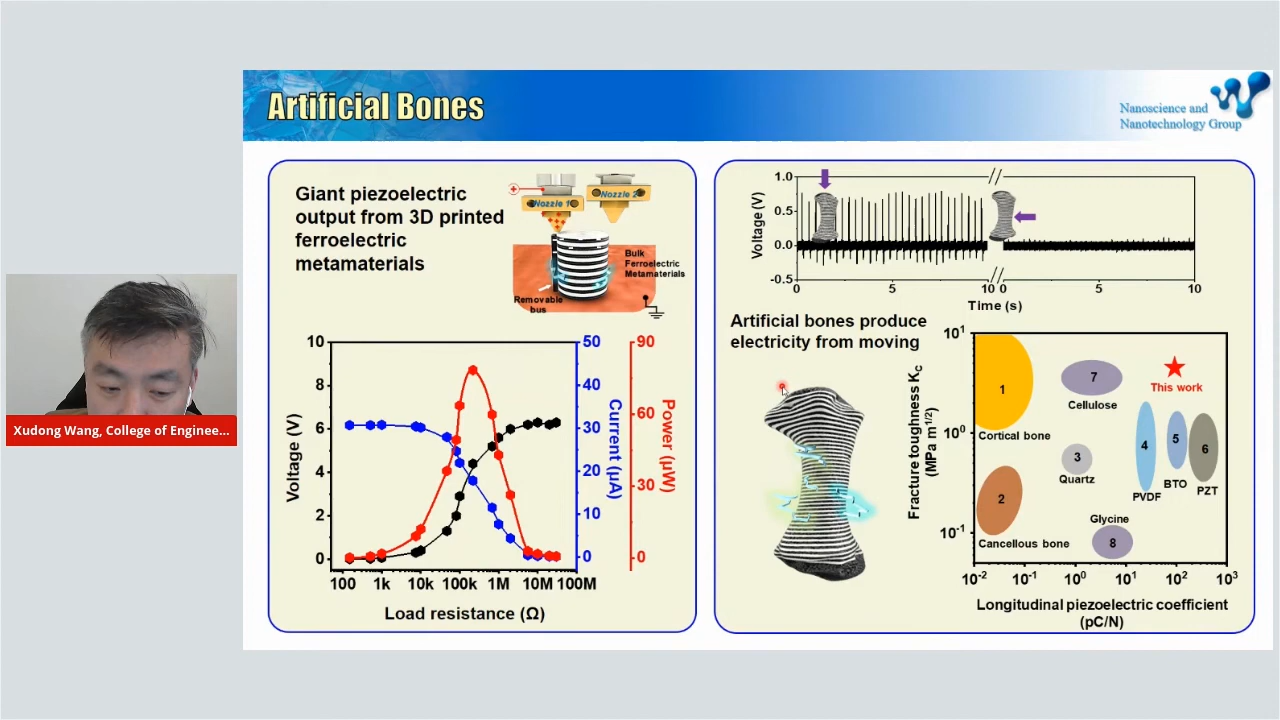 Artificial Bones
Nanoscience and
Nanotechnology Group
Giant piezoelectric
output from 3D printed
ferroelectric
metamaterials
Nozzle 1
Nozzle 2
Bulk
Ferroelectric
Metamaterials
Removable
bus
10
8
6
4
2
0
Voltage (V)
50
40
30
20
10
0
Current (µA)
90
60
30
0
Power (µW)
100 1k 10k 100k 1M 10M 100M
Load resistance (Ω)
1.0
0.5
0.0
-0.5
Voltage (V)
0 5 10 0 5 10
Time (s)
Artificial bones produce
electricity from moving
Fracture toughness KC
(MPa m1/2)
10¹
10⁰
10⁻¹
1
Cortical bone
2
Cancellous bone
7
Cellulose
3
Quartz
Glycine
8
This work
4
PVDF
5
BTO
6
PZT
10⁻² 10⁻¹ 10⁰ 10¹ 10² 10³
Longitudinal piezoelectric coefficient
(pC/N)
Xudong Wang, College of Enginee...